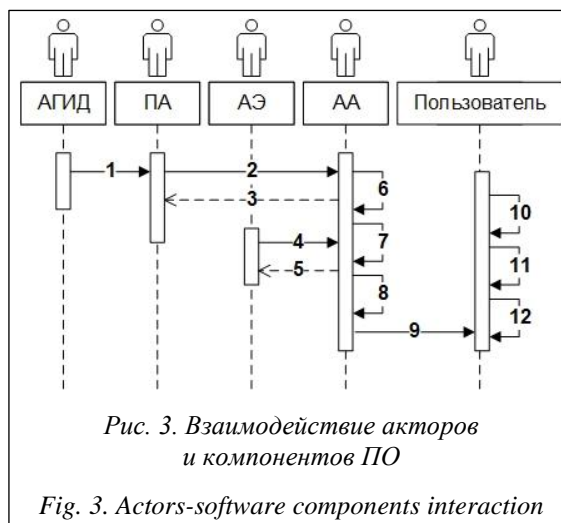 АГИД ПА АЭ АА Пользователь
1 2
3 6
10
4 7
5 11
8
9 12
Рис. 3. Взаимодействие акторов
и компонентов ПО
Fig. 3. Actors-software components interaction